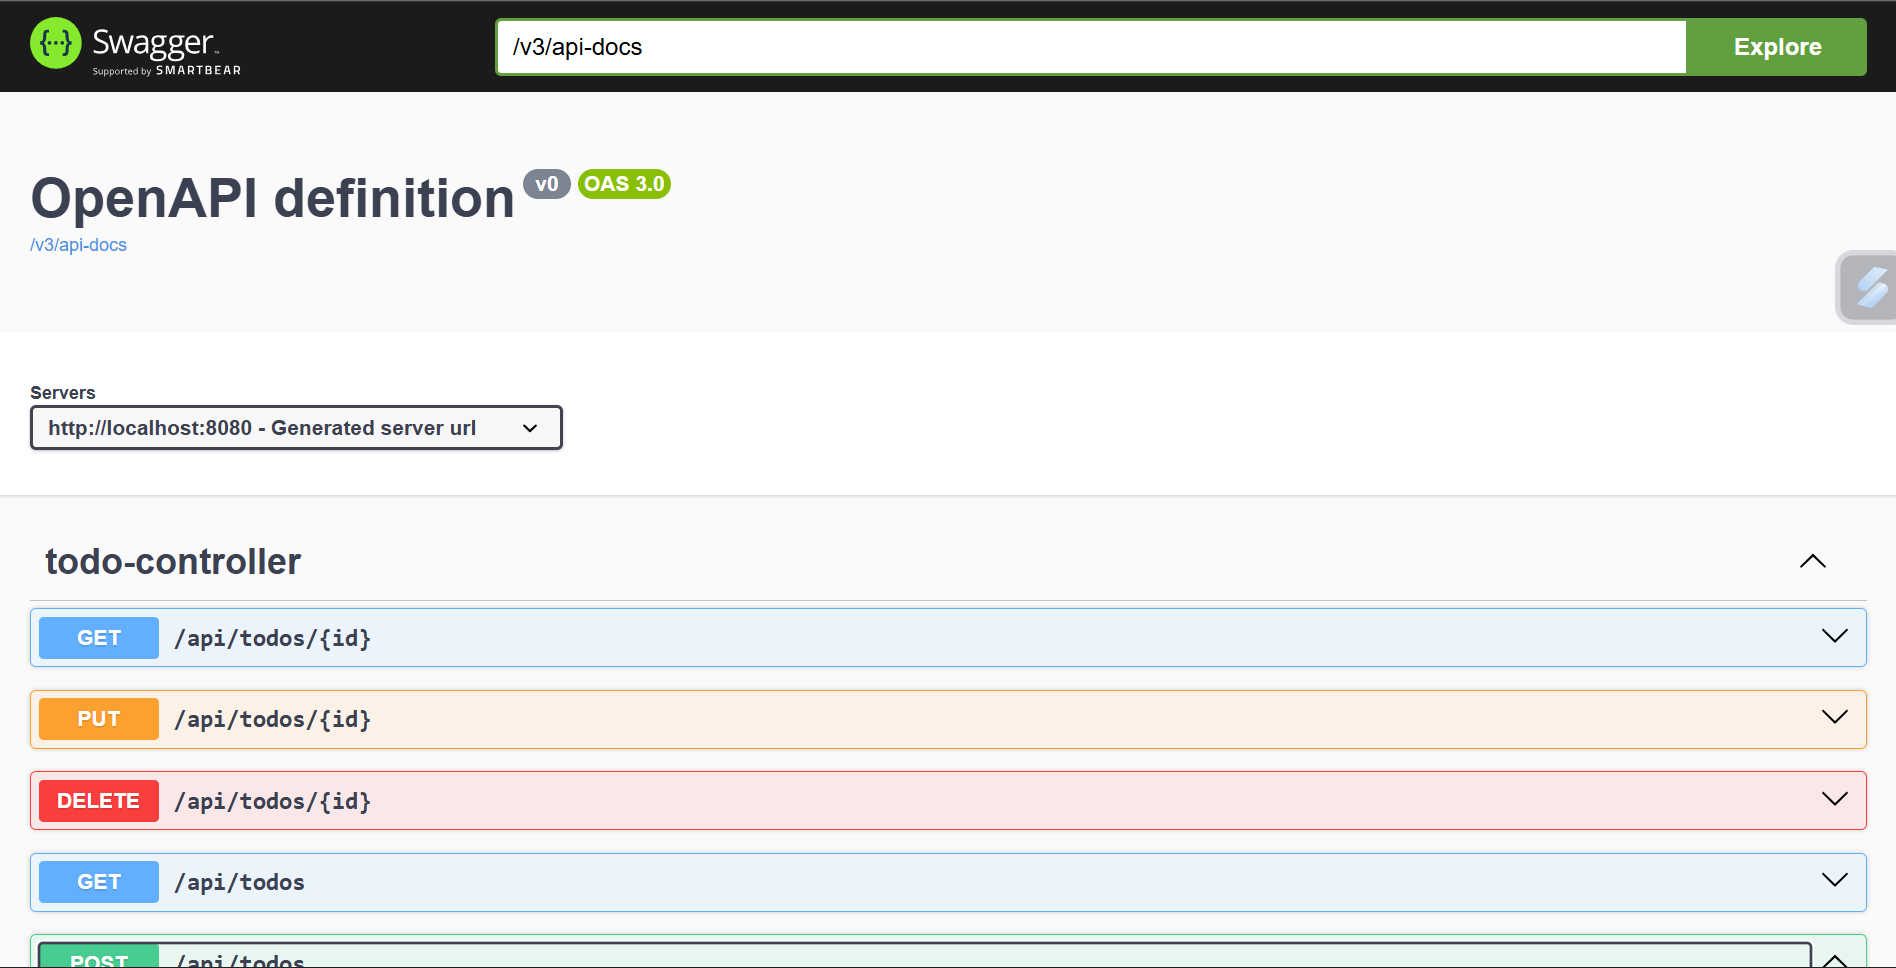 {···} Swagger™
Supported by SMARTBEAR
/v3/api-docs
Explore
OpenAPI definition v0 OAS 3.0
/v3/api-docs
Servers
http://localhost:8080 - Generated server url
todo-controller
GET /api/todos/{id}
PUT /api/todos/{id}
DELETE /api/todos/{id}
GET /api/todos
POST /api/todos